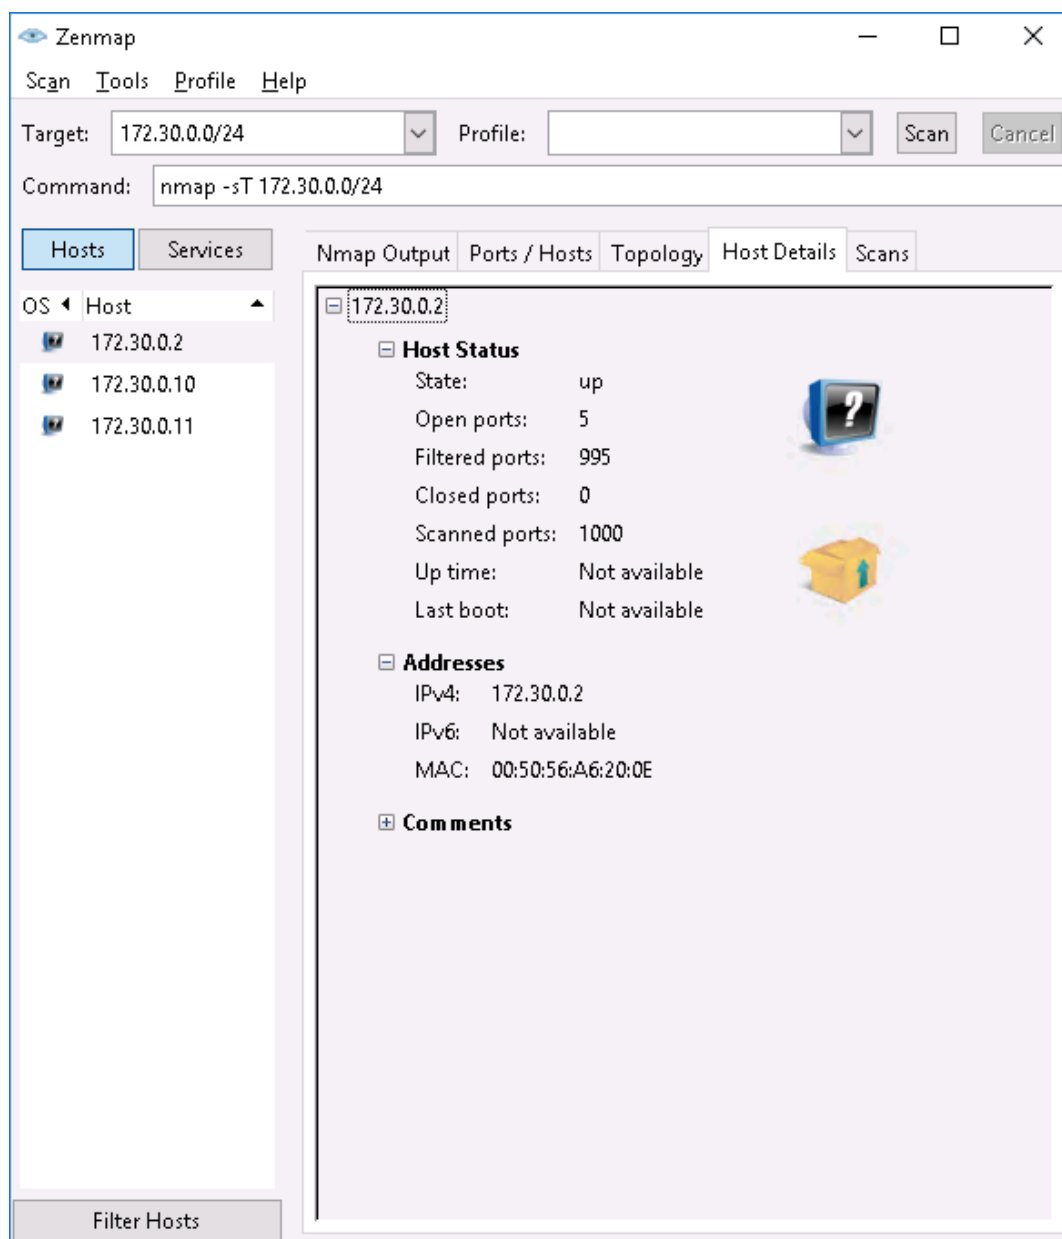 Zenmap
Scan Tools Profile Help
Target: 172.30.0.0/24 Profile: Scan Cancel
Command: nmap -sT 172.30.0.0/24
Hosts Services
Nmap Output Ports / Hosts Topology Host Details Scans
OS Host
172.30.0.2
172.30.0.10
172.30.0.11
172.30.0.2
Host Status
State: up
Open ports: 5
Filtered ports: 995
Closed ports: 0
Scanned ports: 1000
Up time: Not available
Last boot: Not available
Addresses
IPv4: 172.30.0.2
IPv6: Not available
MAC: 00:50:56:A6:20:0E
Comments
Filter Hosts